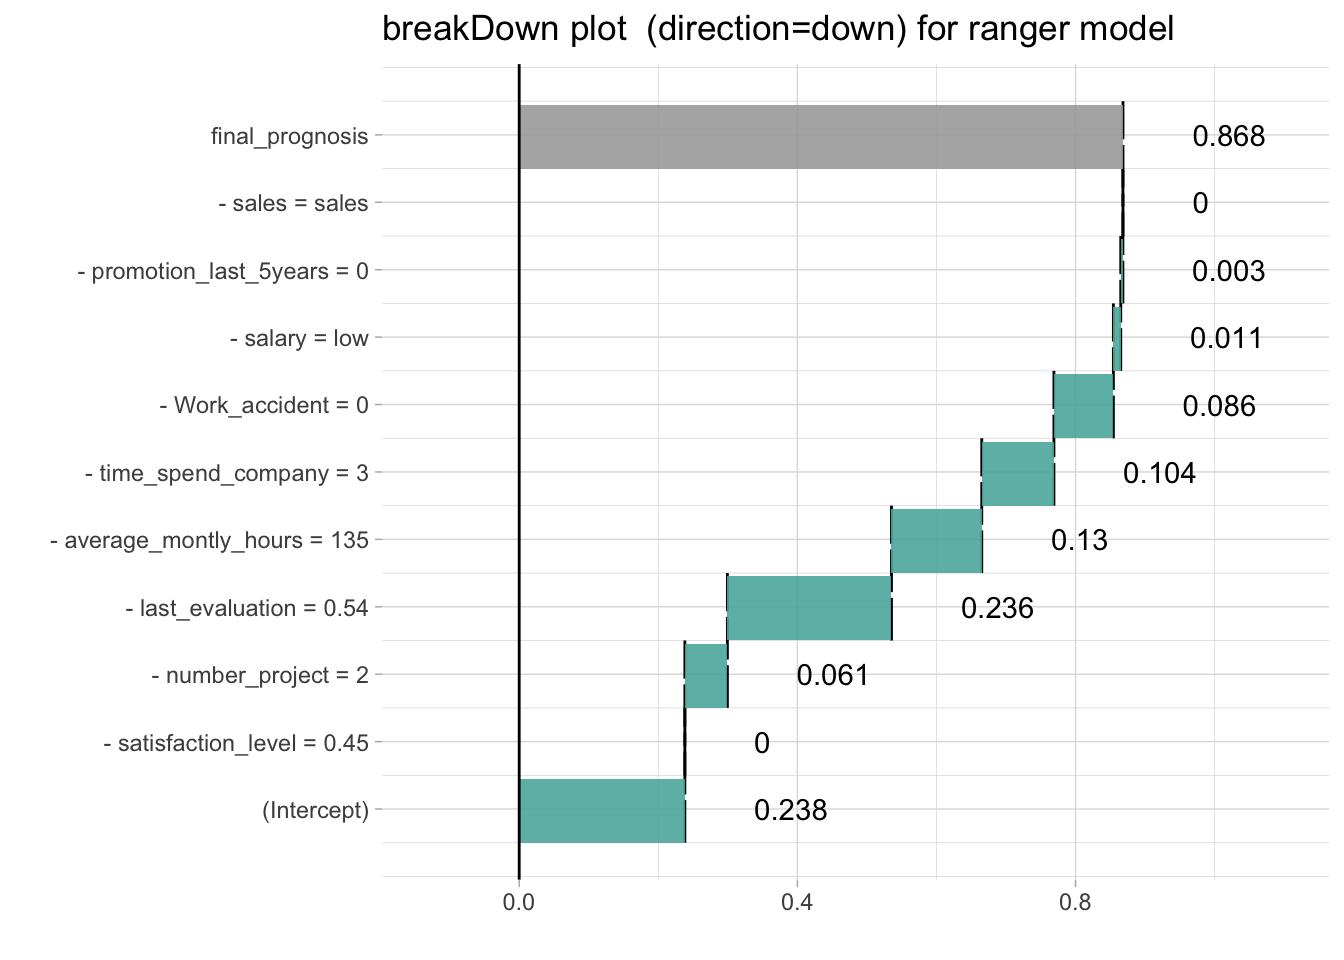 breakDown plot  (direction=down) for ranger model
final_prognosis 0.868
- sales = sales 0
- promotion_last_5years = 0 0.003
- salary = low 0.011
- Work_accident = 0 0.086
- time_spend_company = 3 0.104
- average_montly_hours = 135 0.13
- last_evaluation = 0.54 0.236
- number_project = 2 0.061
- satisfaction_level = 0.45 0
(Intercept) 0.238
0.0 0.4 0.8